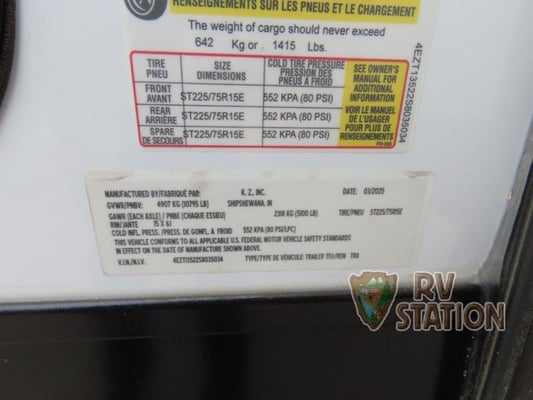 RENSEIGNEMENTS SUR LES PNEUS ET LE CHARGEMENT
The weight of cargo should never exceed
642 Kg or 1415 Lbs.
TIRE PNEU
SIZE DIMENSIONS
COLD TIRE PRESSURE PRESSION DES PNEUS A FROID
FRONT AVANT
ST225/75R15E
552 KPA (80 PSI)
REAR ARRIÈRE
ST225/75R15E
552 KPA (80 PSI)
SPARE DE SECOURS
ST225/75R15E
552 KPA (80 PSI)
SEE OWNER'S
MANUAL FOR
ADDITIONAL
INFORMATION
VOIR LE MANUEL
DE L'USAGER
POUR PLUS DE
RENSEIGNEMENTS
4EZT13522S8035034
MANUFACTURED BY/FABRIQUÉ PAR: K. Z., INC. DATE: 03/2025
GVWR/PNBV: 4907 KG (10795 LB) SHIPSHEWANA, IN
GAWR (EACH AXLE) / PNBE (CHAQUE ESSIEU) 2318 KG (5100 LB) TIRE/PNEU ST225/75R15E
RIM/JANTE 15 X 6J
COLD INFL. PRESS./ PRESS. DE GONFL. À FROID 552 KPA (80 PSI/LPC)
THIS VEHICLE CONFORMS TO ALL APPLICABLE U.S. FEDERAL MOTOR VEHICLE SAFETY STANDARDS
IN EFFECT ON THE DATE OF MANUFACTURE SHOWN ABOVE.
V.I.N./N.I.V. 4EZT13522S8035034 TYPE/TYPE DE VÉHICULE: TRAILER TRA/REM TRA
RV
STATION